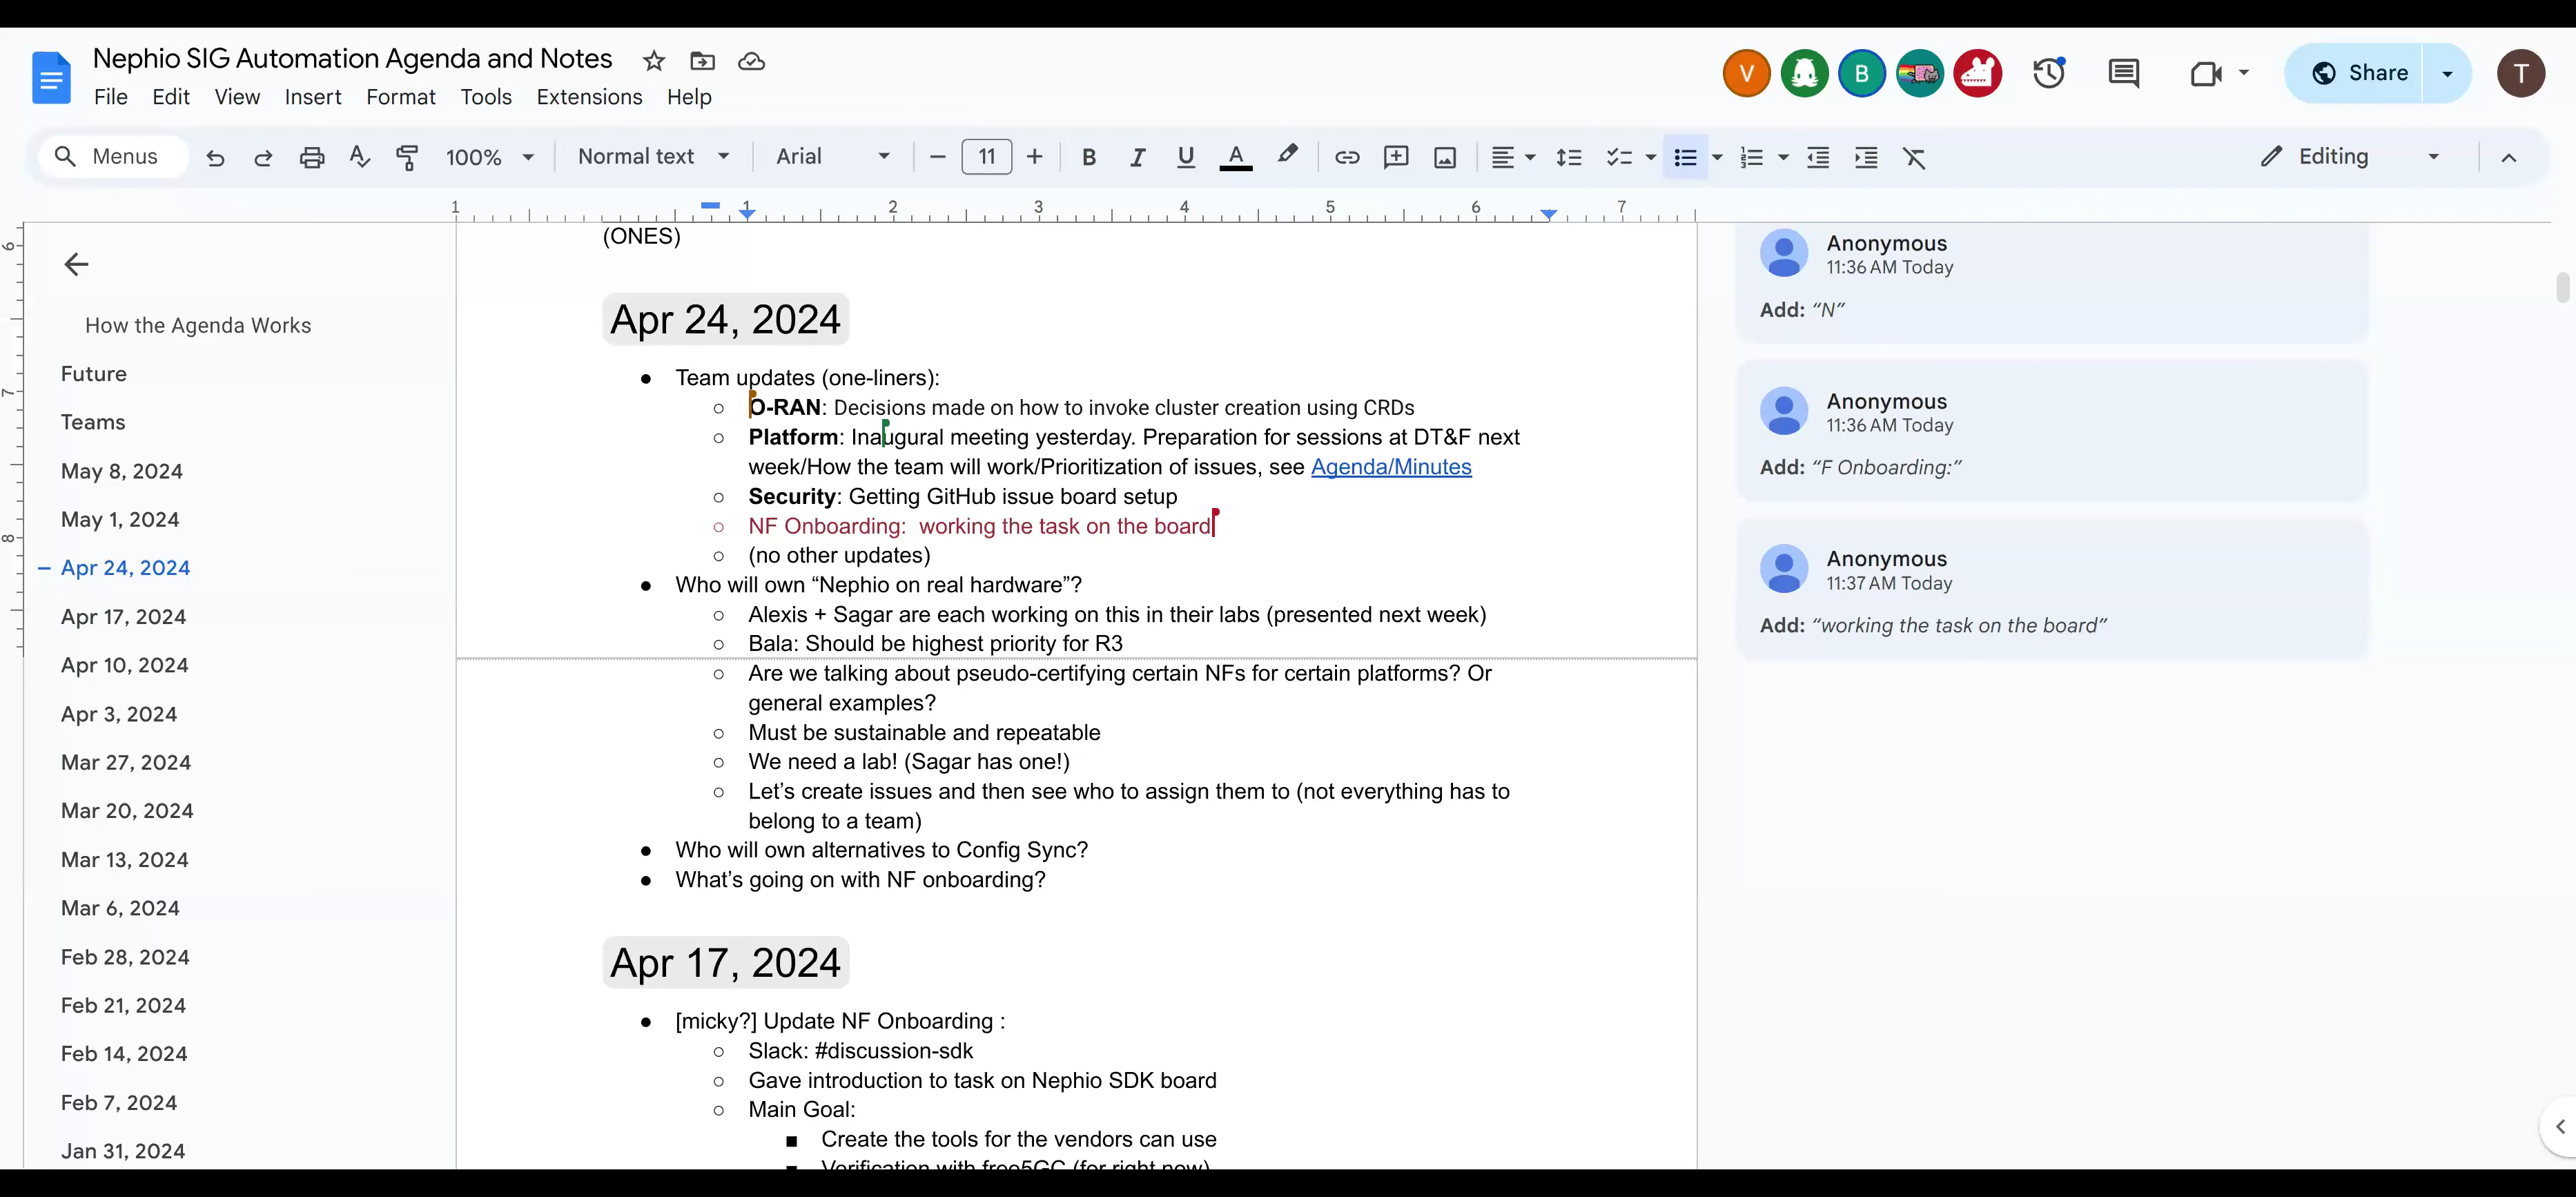 Nephio SIG Automation Agenda and Notes
File Edit View Insert Format Tools Extensions Help
V B Share T
Menus 100% Normal text Arial 11 B I U A Editing
1 1 2 3 4 5 6 7
6
7
8
How the Agenda Works
Future
Teams
May 8, 2024
May 1, 2024
Apr 24, 2024
Apr 17, 2024
Apr 10, 2024
Apr 3, 2024
Mar 27, 2024
Mar 20, 2024
Mar 13, 2024
Mar 6, 2024
Feb 28, 2024
Feb 21, 2024
Feb 14, 2024
Feb 7, 2024
Jan 31, 2024
(ONES)
Apr 24, 2024
● Team updates (one-liners):
○ O-RAN: Decisions made on how to invoke cluster creation using CRDs
○ Platform: Inaugural meeting yesterday. Preparation for sessions at DT&F next
week/How the team will work/Prioritization of issues, see Agenda/Minutes
○ Security: Getting GitHub issue board setup
○ NF Onboarding:  working the task on the board
○ (no other updates)
● Who will own “Nephio on real hardware”?
○ Alexis + Sagar are each working on this in their labs (presented next week)
○ Bala: Should be highest priority for R3
○ Are we talking about pseudo-certifying certain NFs for certain platforms? Or
general examples?
○ Must be sustainable and repeatable
○ We need a lab! (Sagar has one!)
○ Let’s create issues and then see who to assign them to (not everything has to
belong to a team)
● Who will own alternatives to Config Sync?
● What’s going on with NF onboarding?
Apr 17, 2024
● [micky?] Update NF Onboarding :
○ Slack: #discussion-sdk
○ Gave introduction to task on Nephio SDK board
○ Main Goal:
■ Create the tools for the vendors can use
■ Verification with free5GC (for right now)
Anonymous
11:36 AM Today
Add: “N”
Anonymous
11:36 AM Today
Add: “F Onboarding:”
Anonymous
11:37 AM Today
Add: “working the task on the board”